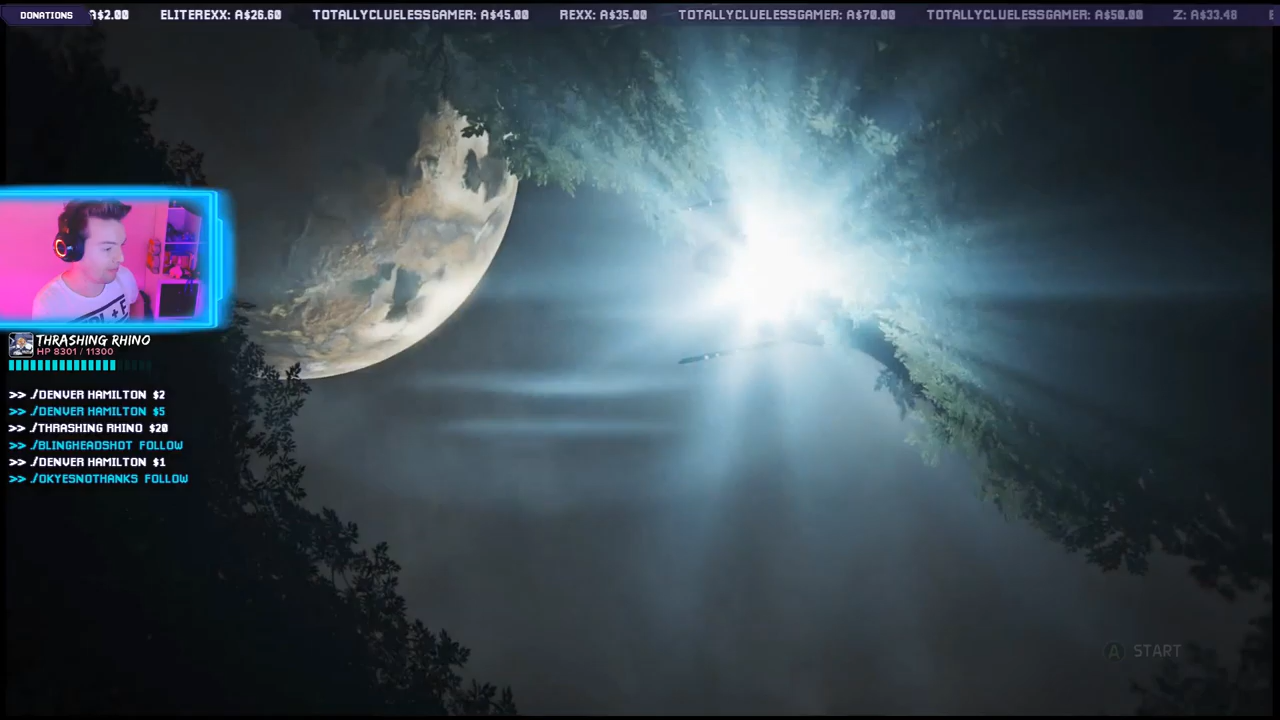 DONATIONS A$2.00 ELITEREXX: A$26.60 TOTALLYCLUELESSGAMER: A$45.00 REXX: A$35.00 TOTALLYCLUELESSGAMER: A$70.00 TOTALLYCLUELESSGAMER: A$50.00 Z: A$33.48
THRASHING RHINO
HP 8301 / 11300
>> ./DENVER HAMILTON $2
>> ./DENVER HAMILTON $5
>> ./THRASHING RHINO $20
>> ./BLINGHEADSHOT FOLLOW
>> ./DENVER HAMILTON $1
>> ./OKYESNOTHANKS FOLLOW
A START